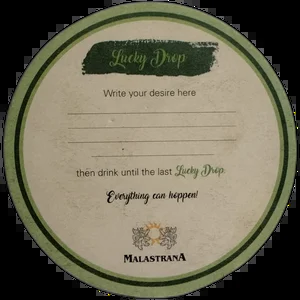 Lucky Drop
Write your desire here
then drink until the last Lucky Drop.
Everything can happen!
MALASTRANA